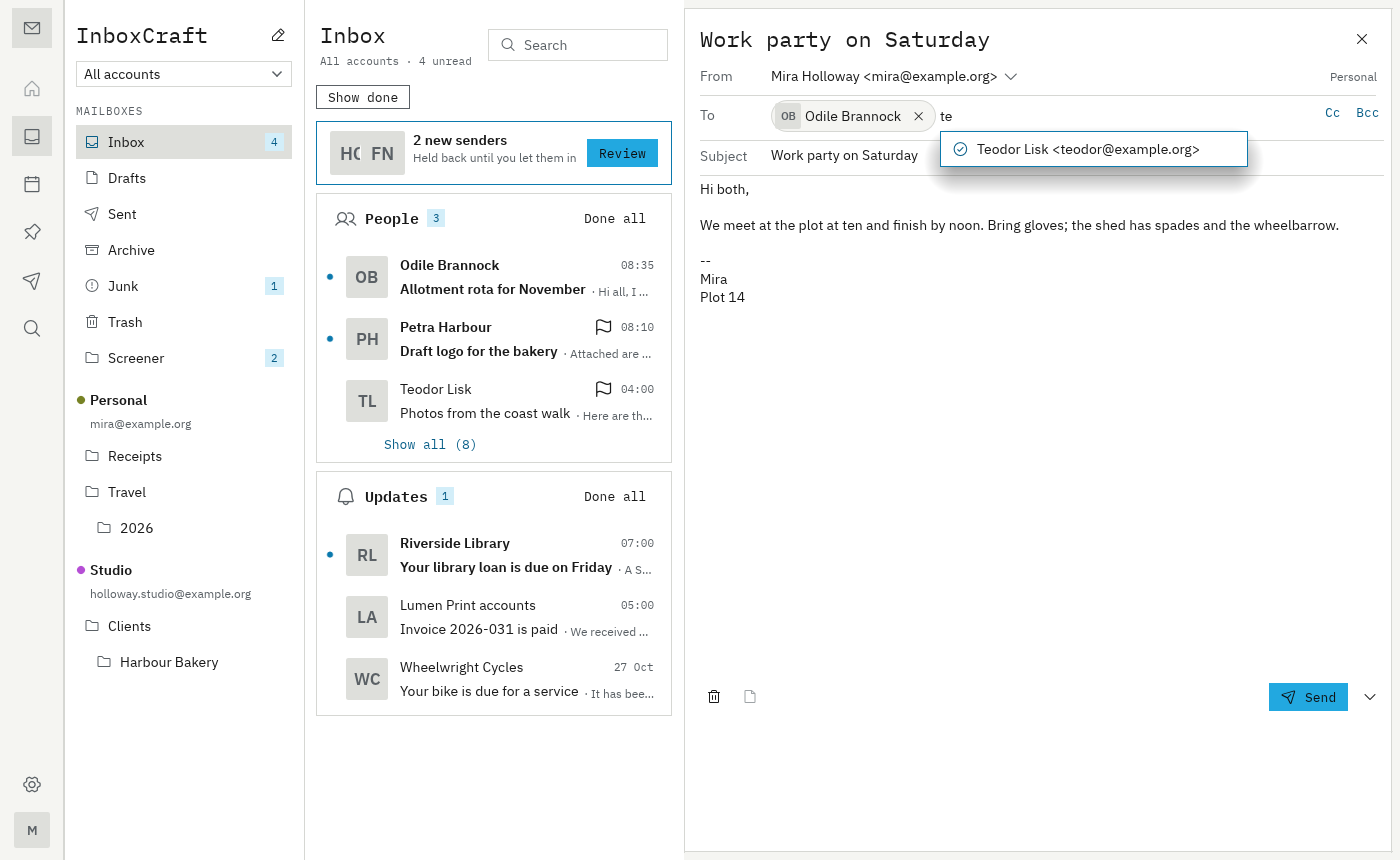 InboxCraft
All accounts
MAILBOXES
Inbox 4
Drafts
Sent
Archive
Junk 1
Trash
Screener 2
Personal
mira@example.org
Receipts
Travel
2026
Studio
holloway.studio@example.org
Clients
Harbour Bakery
M
Inbox
All accounts · 4 unread
Search
Show done
FN
2 new senders
Held back until you let them in
Review
People 3 Done all
OB Odile Brannock 08:35
Allotment rota for November · Hi all, I ...
PH Petra Harbour 08:10
Draft logo for the bakery · Attached are ...
TL Teodor Lisk 04:00
Photos from the coast walk · Here are th...
Show all (8)
Updates 1 Done all
RL Riverside Library 07:00
Your library loan is due on Friday · A S...
LA Lumen Print accounts 05:00
Invoice 2026-031 is paid · We received ...
WC Wheelwright Cycles 27 Oct
Your bike is due for a service · It has bee...
Work party on Saturday
From Mira Holloway <mira@example.org> Personal
To OB Odile Brannock te Cc Bcc
Teodor Lisk <teodor@example.org>
Subject Work party on Saturday
Hi both,
We meet at the plot at ten and finish by noon. Bring gloves; the shed has spades and the wheelbarrow.
--
Mira
Plot 14
Send